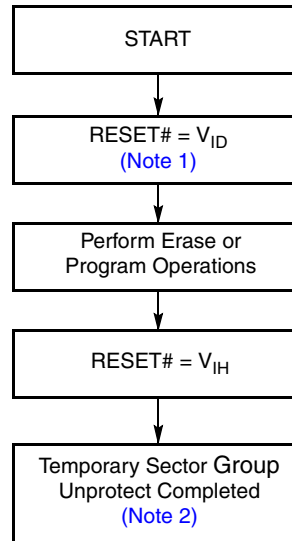 START
RESET# = VID
(Note 1)
Perform Erase or
Program Operations
RESET# = VIH
Temporary Sector Group
Unprotect Completed
(Note 2)